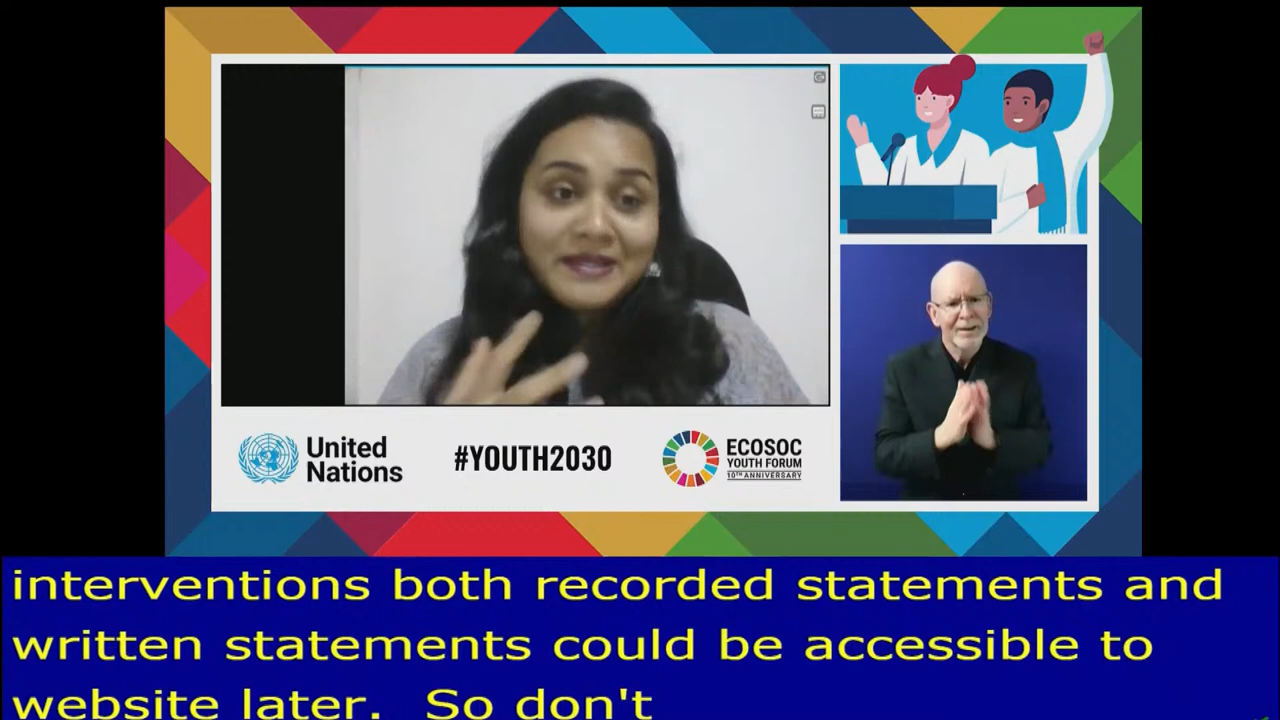 United
Nations
#YOUTH2030
ECOSOC
YOUTH FORUM
10TH ANNIVERSARY
interventions both recorded statements and
written statements could be accessible to
website later.  So don't